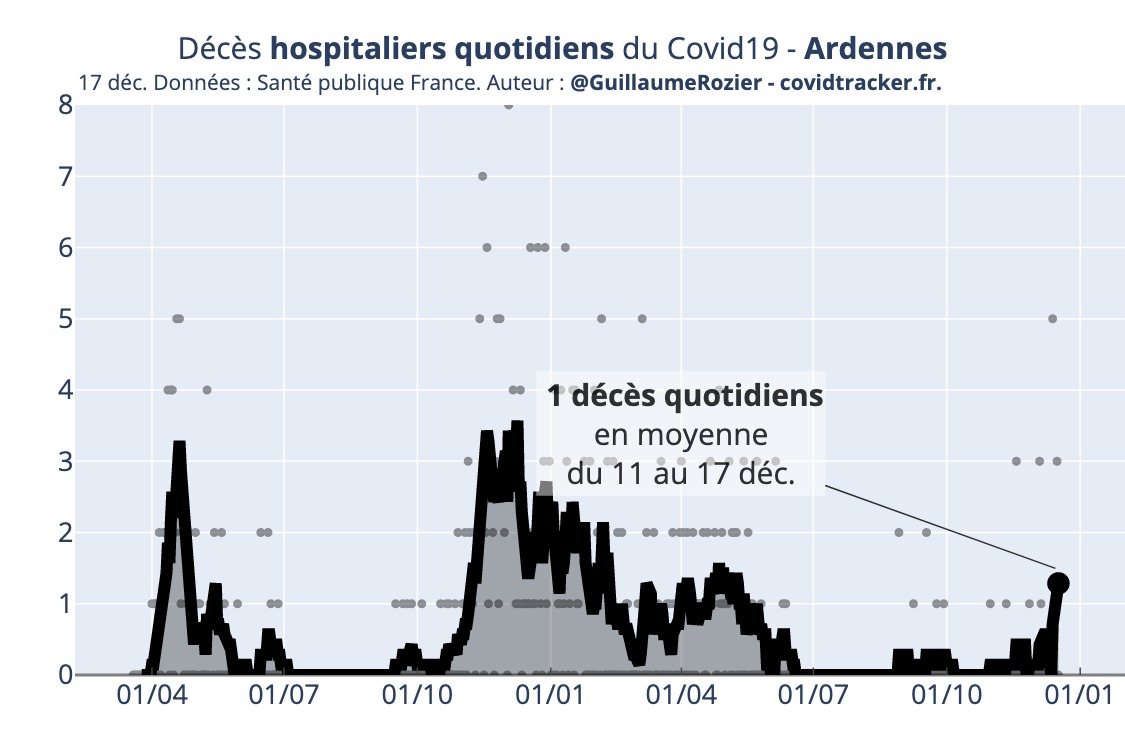 Décès hospitaliers quotidiens du Covid19 - Ardennes
17 déc. Données : Santé publique France. Auteur : @GuillaumeRozier - covidtracker.fr.
8
7
6
5
4
3
2
1
0
1 décès quotidiens
en moyenne
du 11 au 17 déc.
01/04 01/07 01/10 01/01 01/04 01/07 01/10 01/01